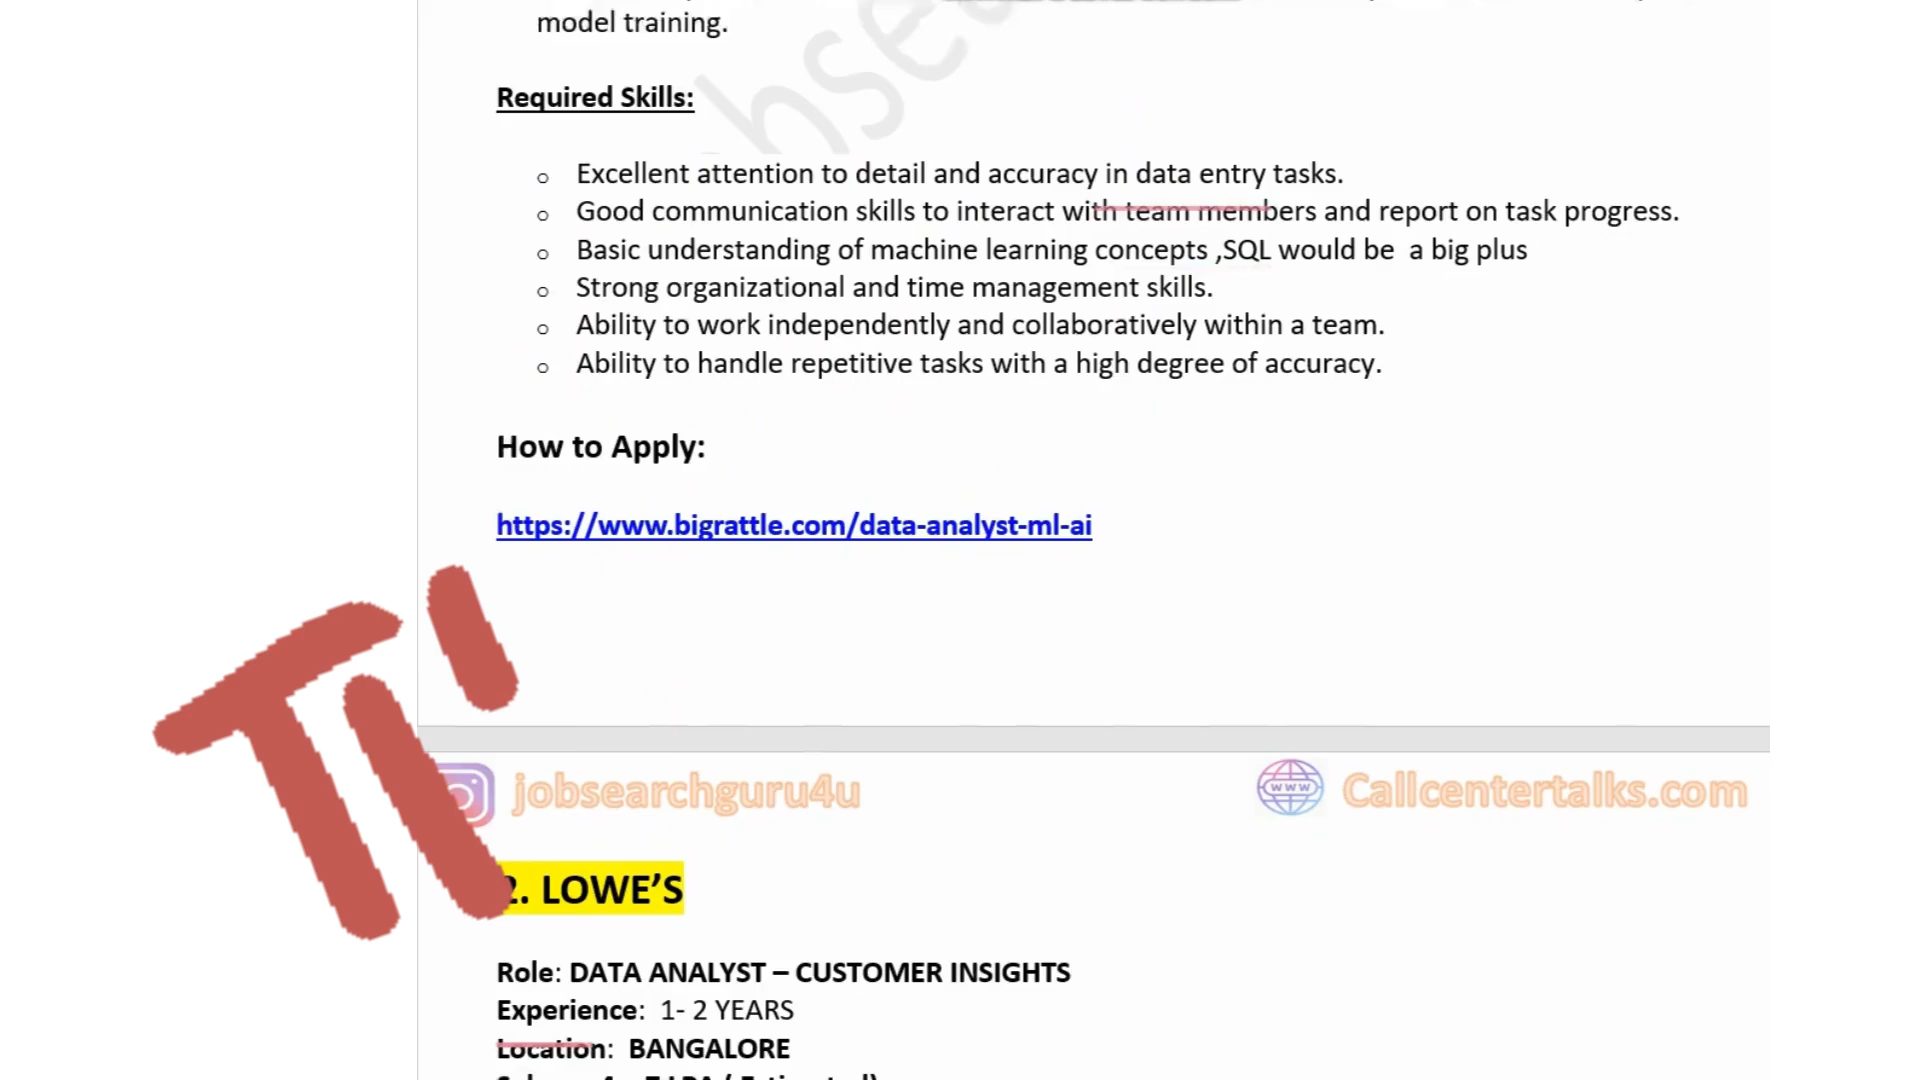 model training.
Required Skills:
○ Excellent attention to detail and accuracy in data entry tasks.
○ Good communication skills to interact with team members and report on task progress.
○ Basic understanding of machine learning concepts ,SQL would be  a big plus
○ Strong organizational and time management skills.
○ Ability to work independently and collaboratively within a team.
○ Ability to handle repetitive tasks with a high degree of accuracy.
How to Apply:
https://www.bigrattle.com/data-analyst-ml-ai
jobsearchguru4u
www Callcentertalks.com
2. LOWE’S
Role: DATA ANALYST – CUSTOMER INSIGHTS
Experience:  1- 2 YEARS
Location:  BANGALORE